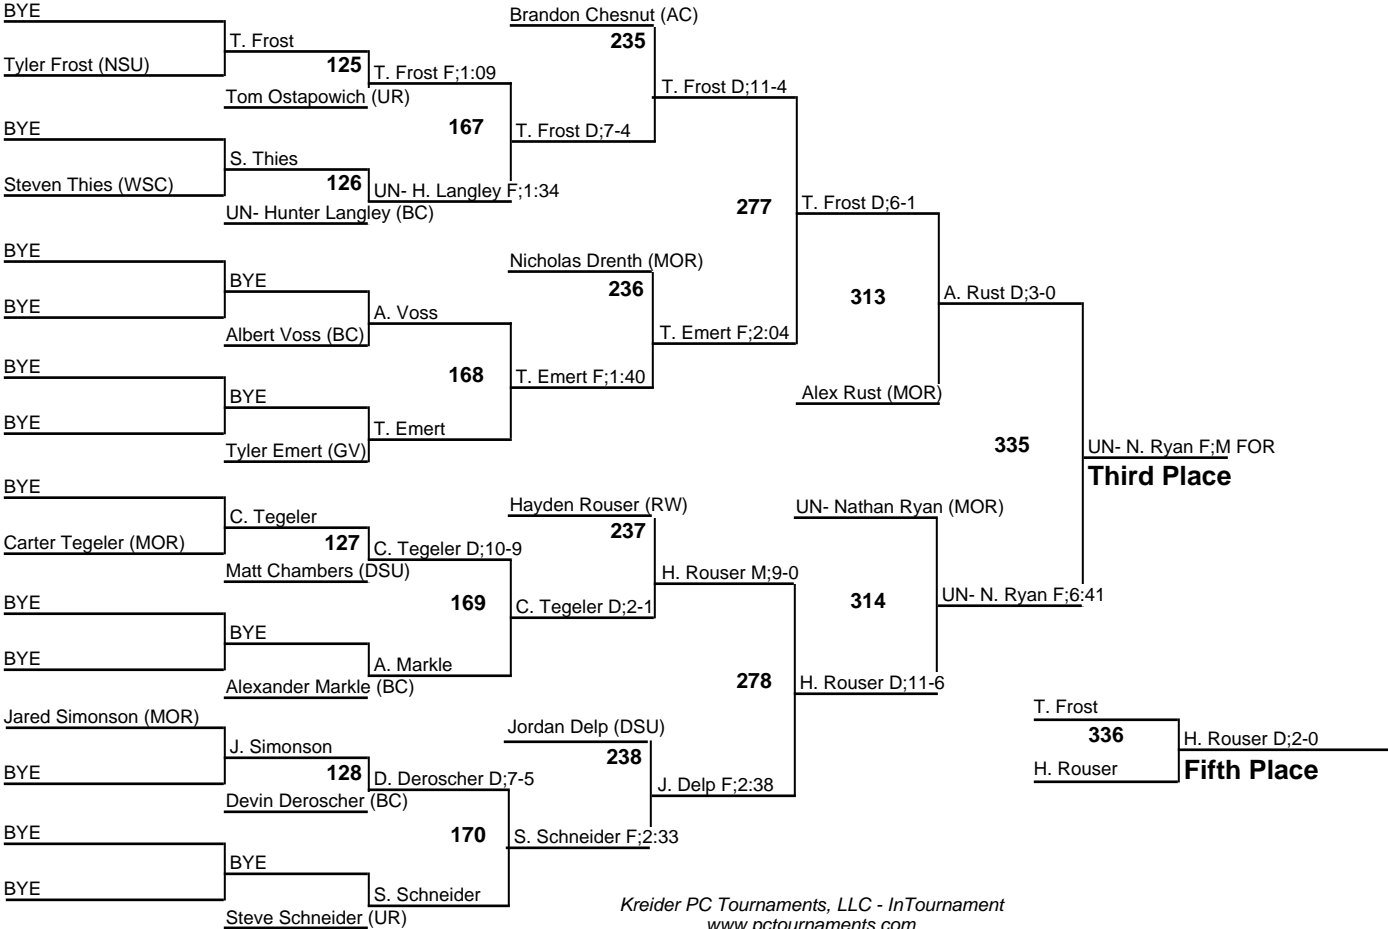 BYE
Brandon Chesnut (AC)
T. Frost
235
Tyler Frost (NSU)
125
T. Frost F;1:09
T. Frost D;11-4
Tom Ostapowich (UR)
BYE
167
T. Frost D;7-4
S. Thies
Steven Thies (WSC)
126
UN- H. Langley F;1:34
277
T. Frost D;6-1
UN- Hunter Langley (BC)
BYE
Nicholas Drenth (MOR)
BYE
236
313
A. Rust D;3-0
BYE
A. Voss
Albert Voss (BC)
T. Emert F;2:04
BYE
168
T. Emert F;1:40
BYE
Alex Rust (MOR)
BYE
T. Emert
Tyler Emert (GV)
335
UN- N. Ryan F;M FOR
Third Place
BYE
Hayden Rouser (RW)
UN- Nathan Ryan (MOR)
C. Tegeler
237
Carter Tegeler (MOR)
127
C. Tegeler D;10-9
Matt Chambers (DSU)
H. Rouser M;9-0
BYE
169
C. Tegeler D;2-1
314
UN- N. Ryan F;6:41
BYE
BYE
A. Markle
Alexander Markle (BC)
278
H. Rouser D;11-6
Jared Simonson (MOR)
Jordan Delp (DSU)
T. Frost
J. Simonson
238
336
H. Rouser D;2-0
BYE
128
D. Deroscher D;7-5
J. Delp F;2:38
H. Rouser
Fifth Place
Devin Deroscher (BC)
BYE
170
S. Schneider F;2:33
BYE
BYE
S. Schneider
Steve Schneider (UR)
Kreider PC Tournaments, LLC - InTournament
www.pctournaments.com